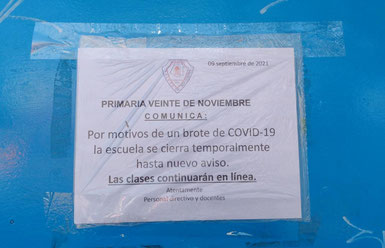 09 septiembre de 2021
PRIMARIA VEINTE DE NOVIEMBRE
COMUNICA:
Por motivos de un brote de COVID-19
la escuela se cierra temporalmente
hasta nuevo aviso.
Las clases continuarán en línea.
Atentamente
Personal directivo y docentes